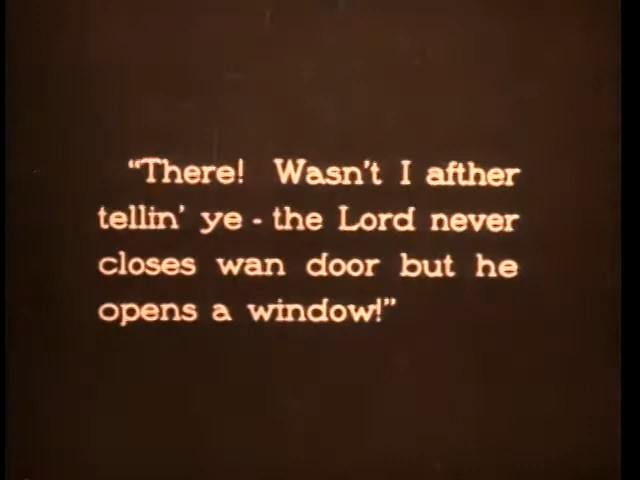 “There! Wasn't I afther
tellin' ye - the Lord never
closes wan door but he
opens a window!”